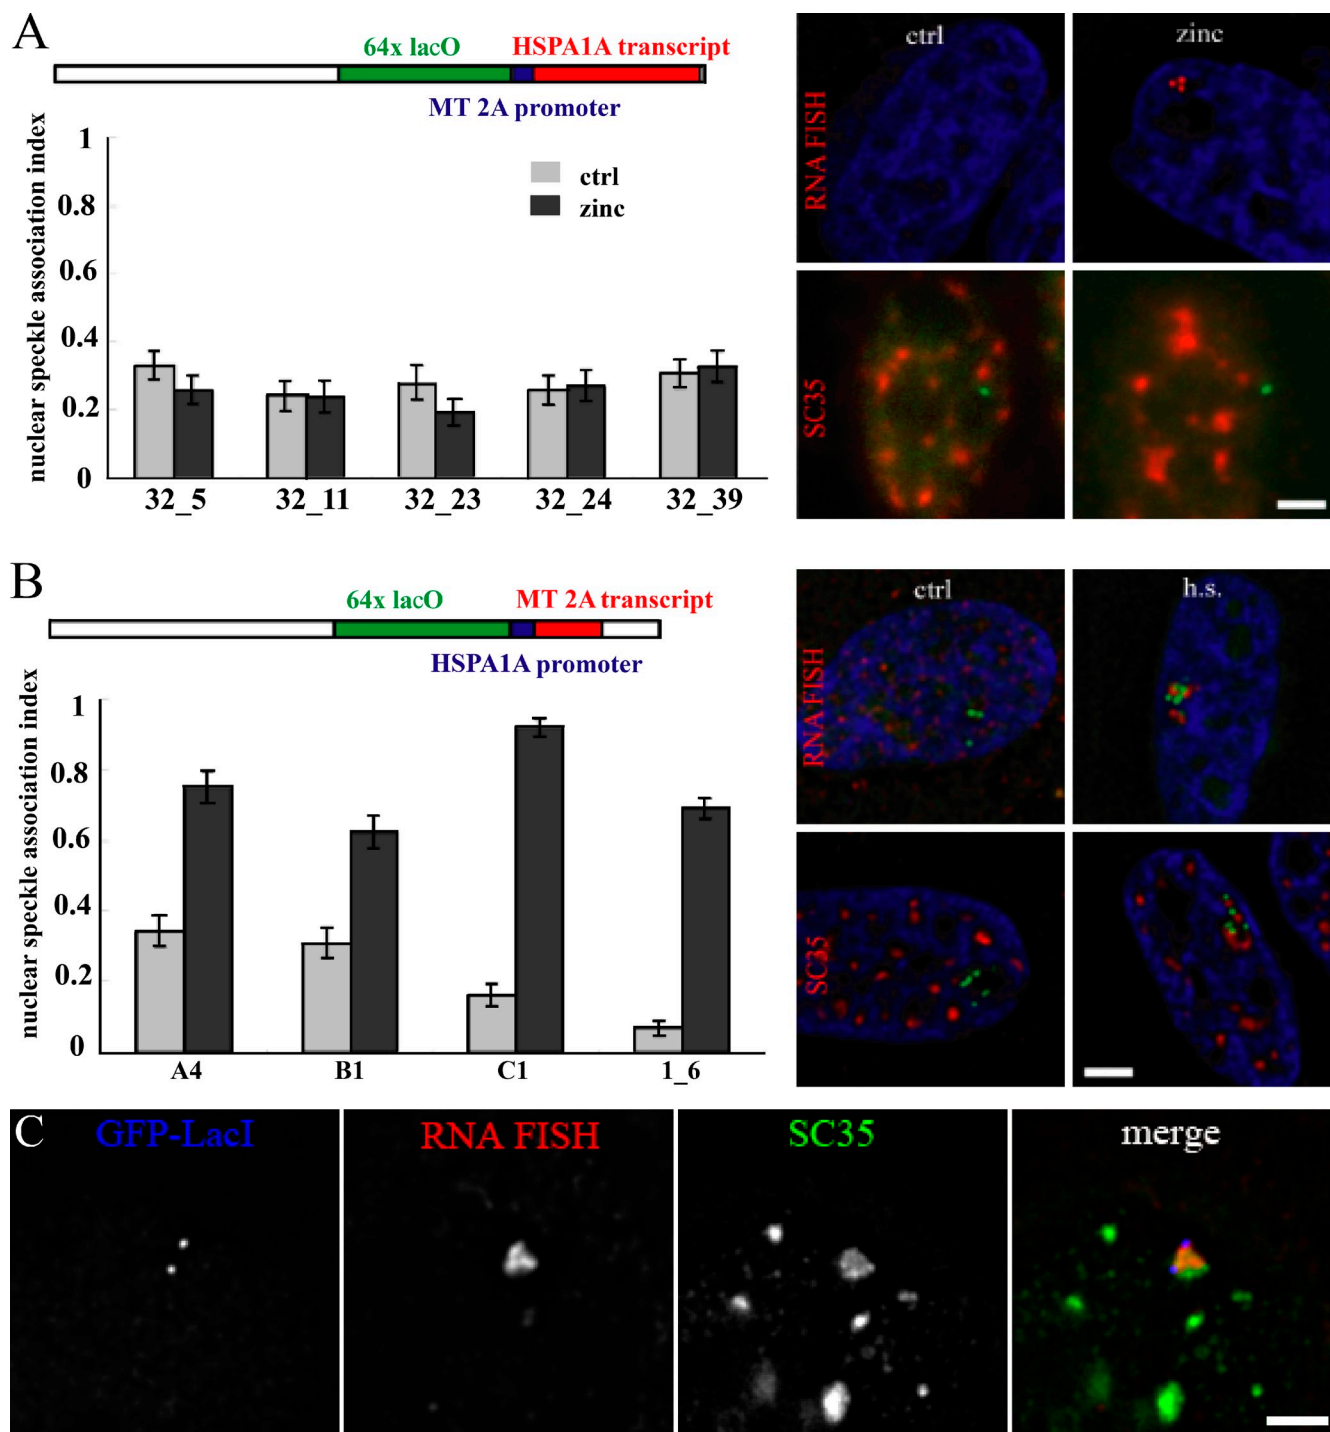 A
64x lacO
HSPA1A transcript
MT 2A promoter
nuclear speckle association index
1
0.8
0.6
0.4
0.2
0
ctrl
zinc
32_5
32_11
32_23
32_24
32_39
ctrl
zinc
RNA FISH
SC35
B
64x lacO
MT 2A transcript
HSPA1A promoter
nuclear speckle association index
1
0.8
0.6
0.4
0.2
0
A4
B1
C1
1_6
ctrl
h.s.
RNA FISH
SC35
C
GFP-LacI
RNA FISH
SC35
merge